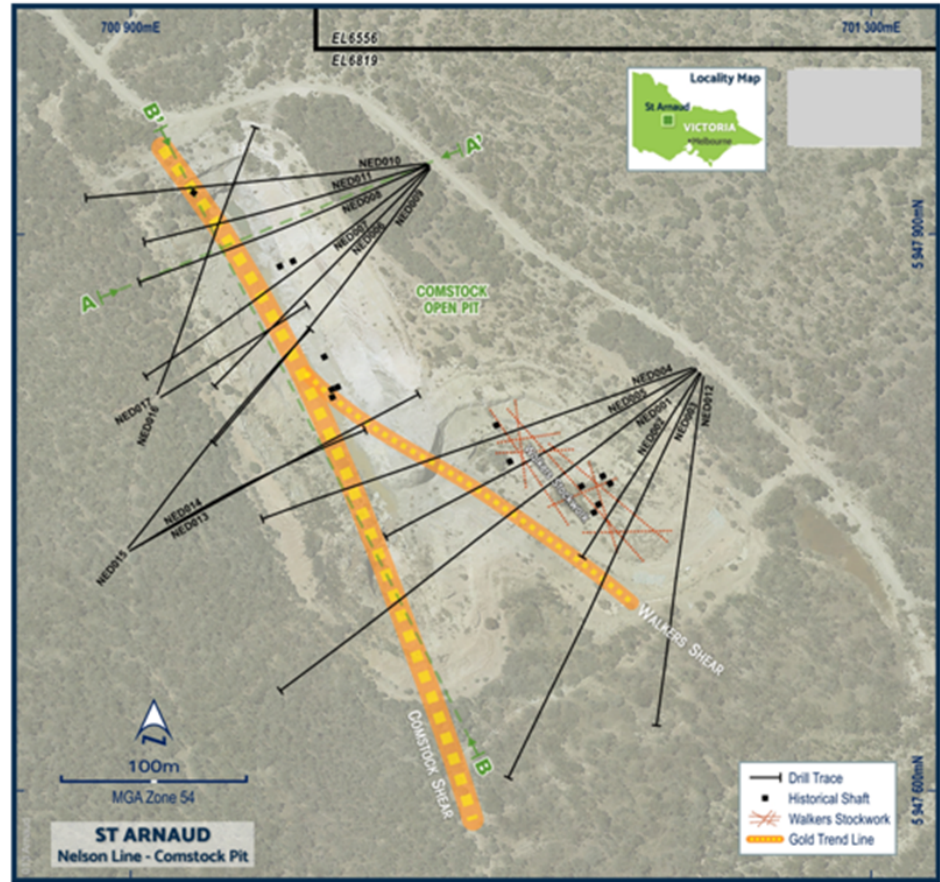 700 900mE
701 300mE
EL6556
EL6819
Locality Map
St Arnaud
VICTORIA
Melbourne
B'
A'
NED010
NED011
NED008
NED007
NED006
NED009
5 947 900mN
A
COMSTOCK
OPEN PIT
NED004
NED005
NED001
NED002
NED003
NED012
NED017
NED016
WALKERS STOCKWORK
NED014
NED013
NED015
WALKERS SHEAR
COMSTOCK SHEAR
B
5 947 600mN
100m
MGA Zone 54
ST ARNAUD
Nelson Line - Comstock Pit
Drill Trace
Historical Shaft
Walkers Stockwork
Gold Trend Line